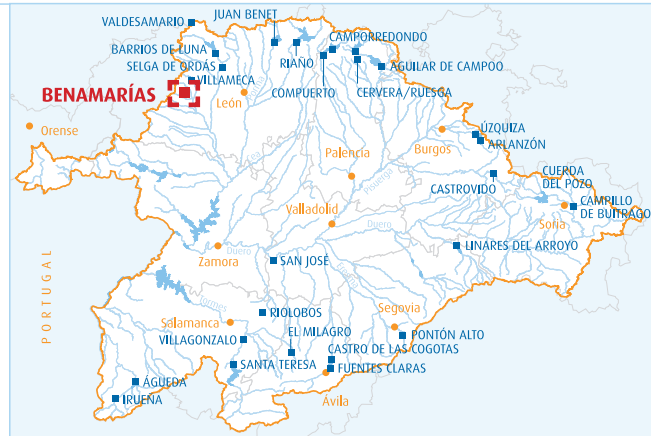 VALDESAMARIO
JUAN BENET
BARRIOS DE LUNA
CAMPORREDONDO
SELGA DE ORDÁS
RIAÑO
AGUILAR DE CAMPOO
VILLAMECA
BENAMARÍAS
León
COMPUERTO
CERVERA/RUESGA
Orense
ÚZQUIZA
ARLANZÓN
Burgos
Palencia
Pisuerga
CUERDA
DEL POZO
CASTROVIDO
CAMPILLO
DE BUITRAGO
Valladolid
Soria
Duero
LINARES DEL ARROYO
Zamora
Duero
SAN JOSÉ
PORTUGAL
Tormes
RIOLOBOS
Segovia
Salamanca
EL MILAGRO
PONTÓN ALTO
VILLAGONZALO
CASTRO DE LAS COGOTAS
SANTA TERESA
FUENTES CLARAS
ÁGUEDA
Ávila
IRUEÑA